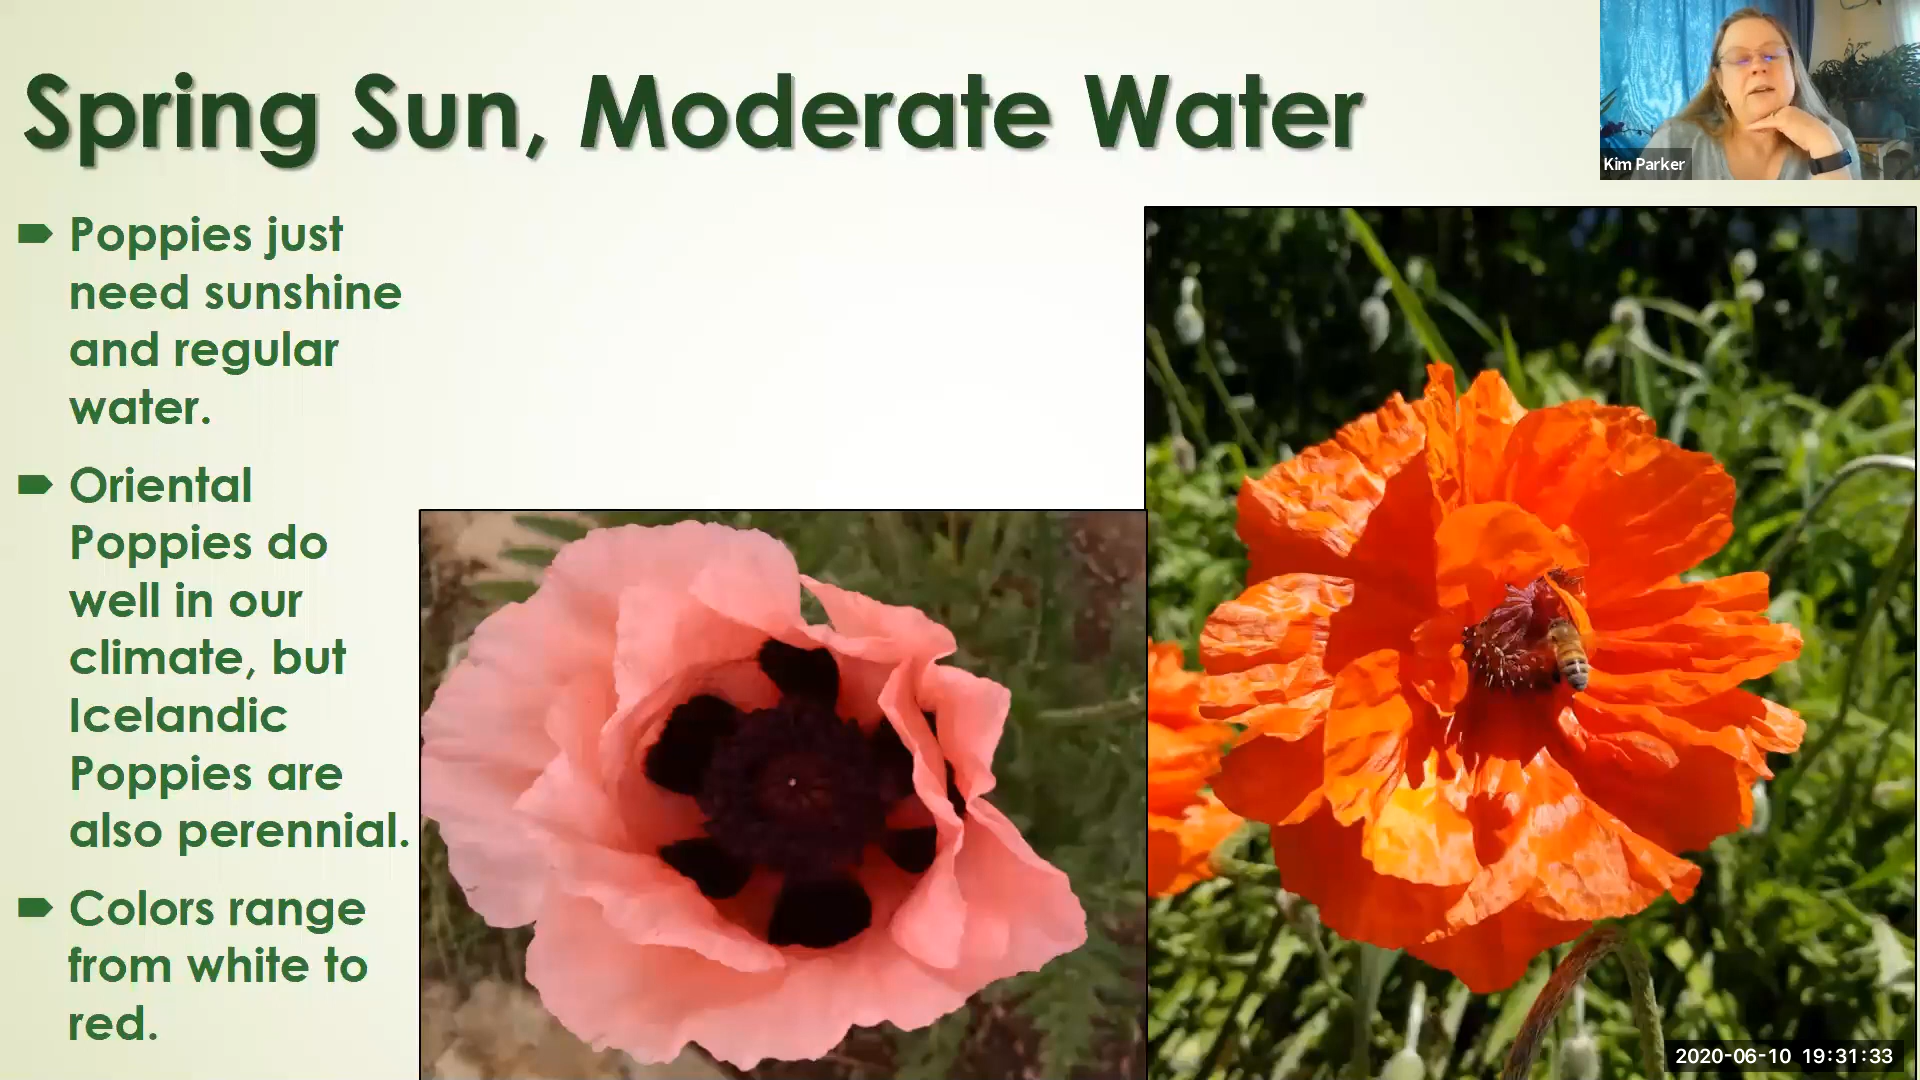 Spring Sun, Moderate Water
Kim Parker
Poppies just
need sunshine
and regular
water.
Oriental
Poppies do
well in our
climate, but
Icelandic
Poppies are
also perennial.
Colors range
from white to
red.
2020-06-10 19:31:33